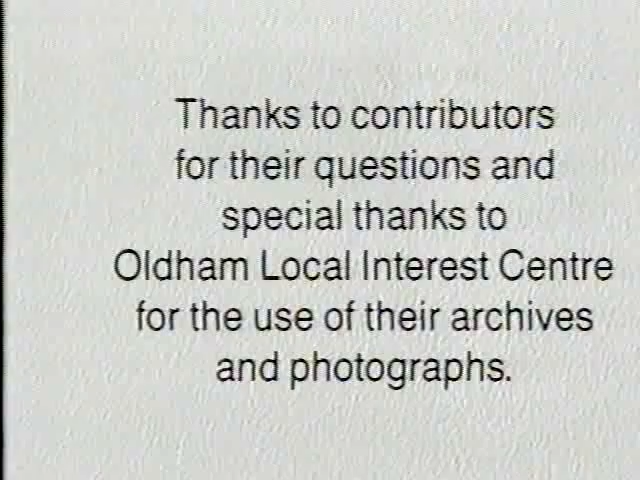 Thanks to contributors
for their questions and
special thanks to
Oldham Local Interest Centre
for the use of their archives
and photographs.